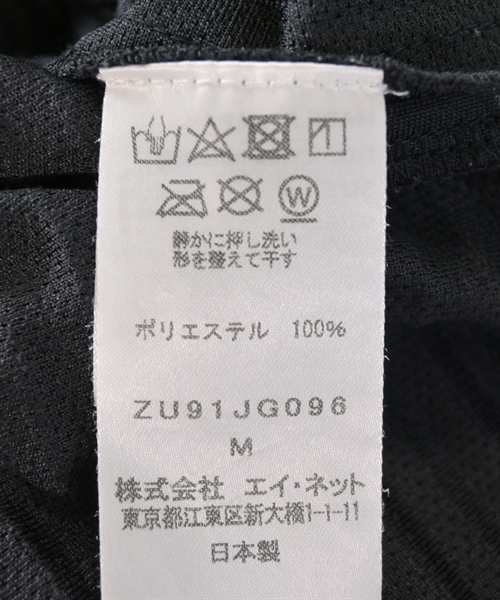 W
静かに押し洗い
形を整えて干す
ポリエステル 100%
ZU91JG096
M
株式会社 エイ・ネット
東京都江東区新大橋1-1-11
日本製